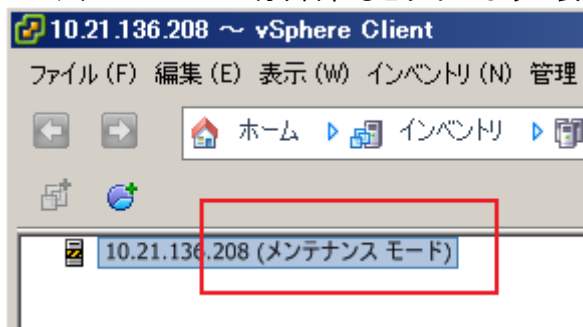 10.21.136.208 ～ vSphere Client
ファイル (F) 編集 (E) 表示 (W) インベントリ (N) 管理
ホーム インベントリ
10.21.136.208 (メンテナンス モード)